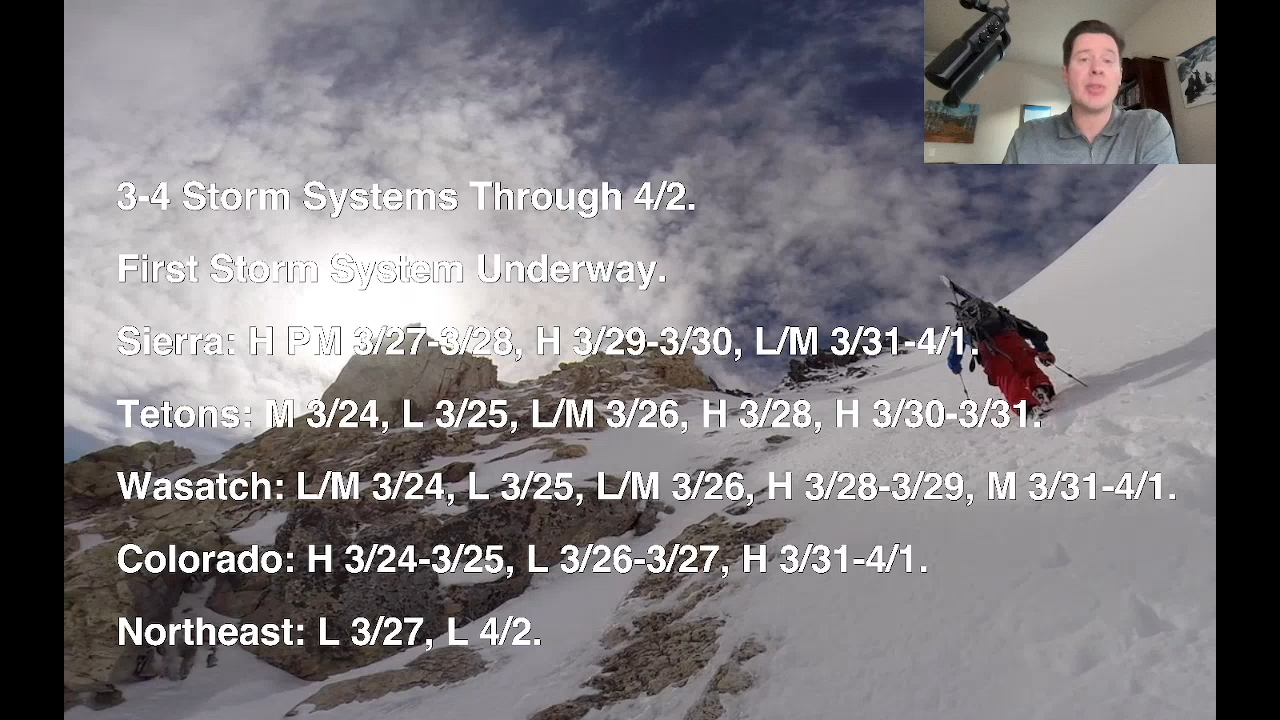 3-4 Storm Systems Through 4/2.
First Storm System Underway.
Sierra: H PM 3/27-3/28, H 3/29-3/30, L/M 3/31-4/1.
Tetons: M 3/24, L 3/25, L/M 3/26, H 3/28, H 3/30-3/31.
Wasatch: L/M 3/24, L 3/25, L/M 3/26, H 3/28-3/29, M 3/31-4/1.
Colorado: H 3/24-3/25, L 3/26-3/27, H 3/31-4/1.
Northeast: L 3/27, L 4/2.